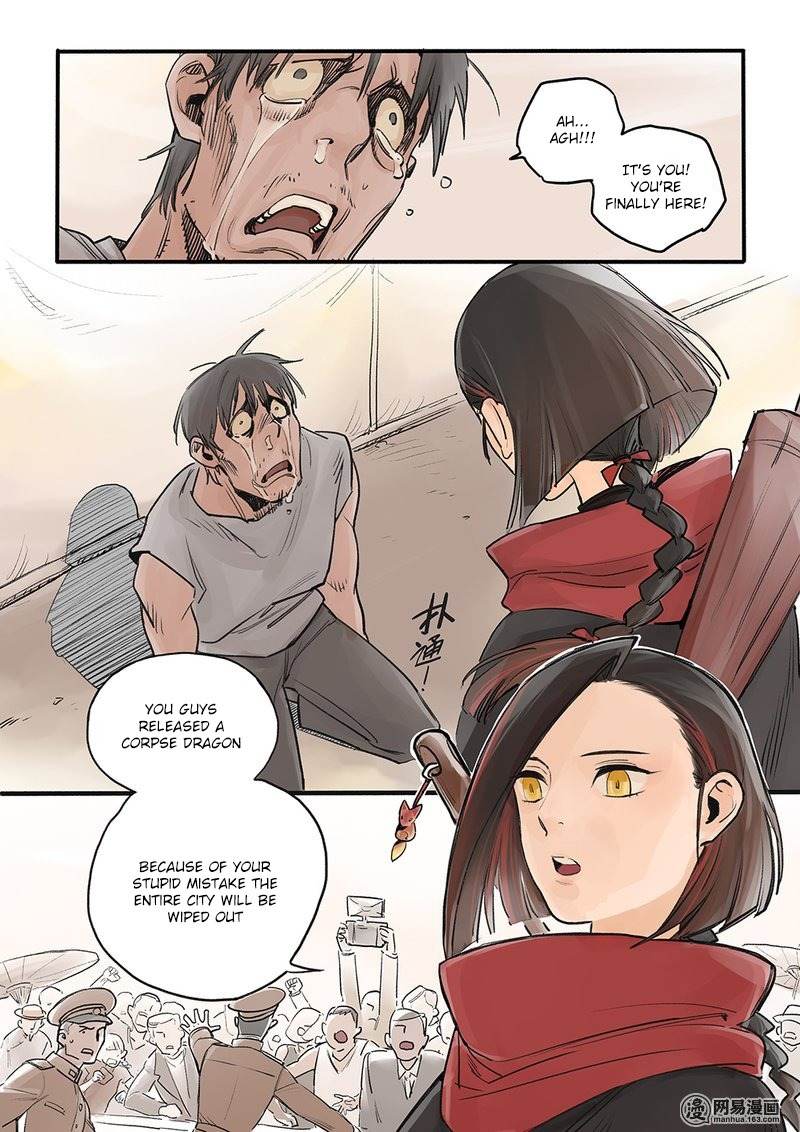 AH...
AGH!!!
IT'S YOU!
YOU'RE
FINALLY HERE!
扑
通
!
YOU GUYS
RELEASED A
CORPSE DRAGON
BECAUSE OF YOUR
STUPID MISTAKE THE
ENTIRE CITY WILL BE
WIPED OUT
网易漫画
manhua.163.com